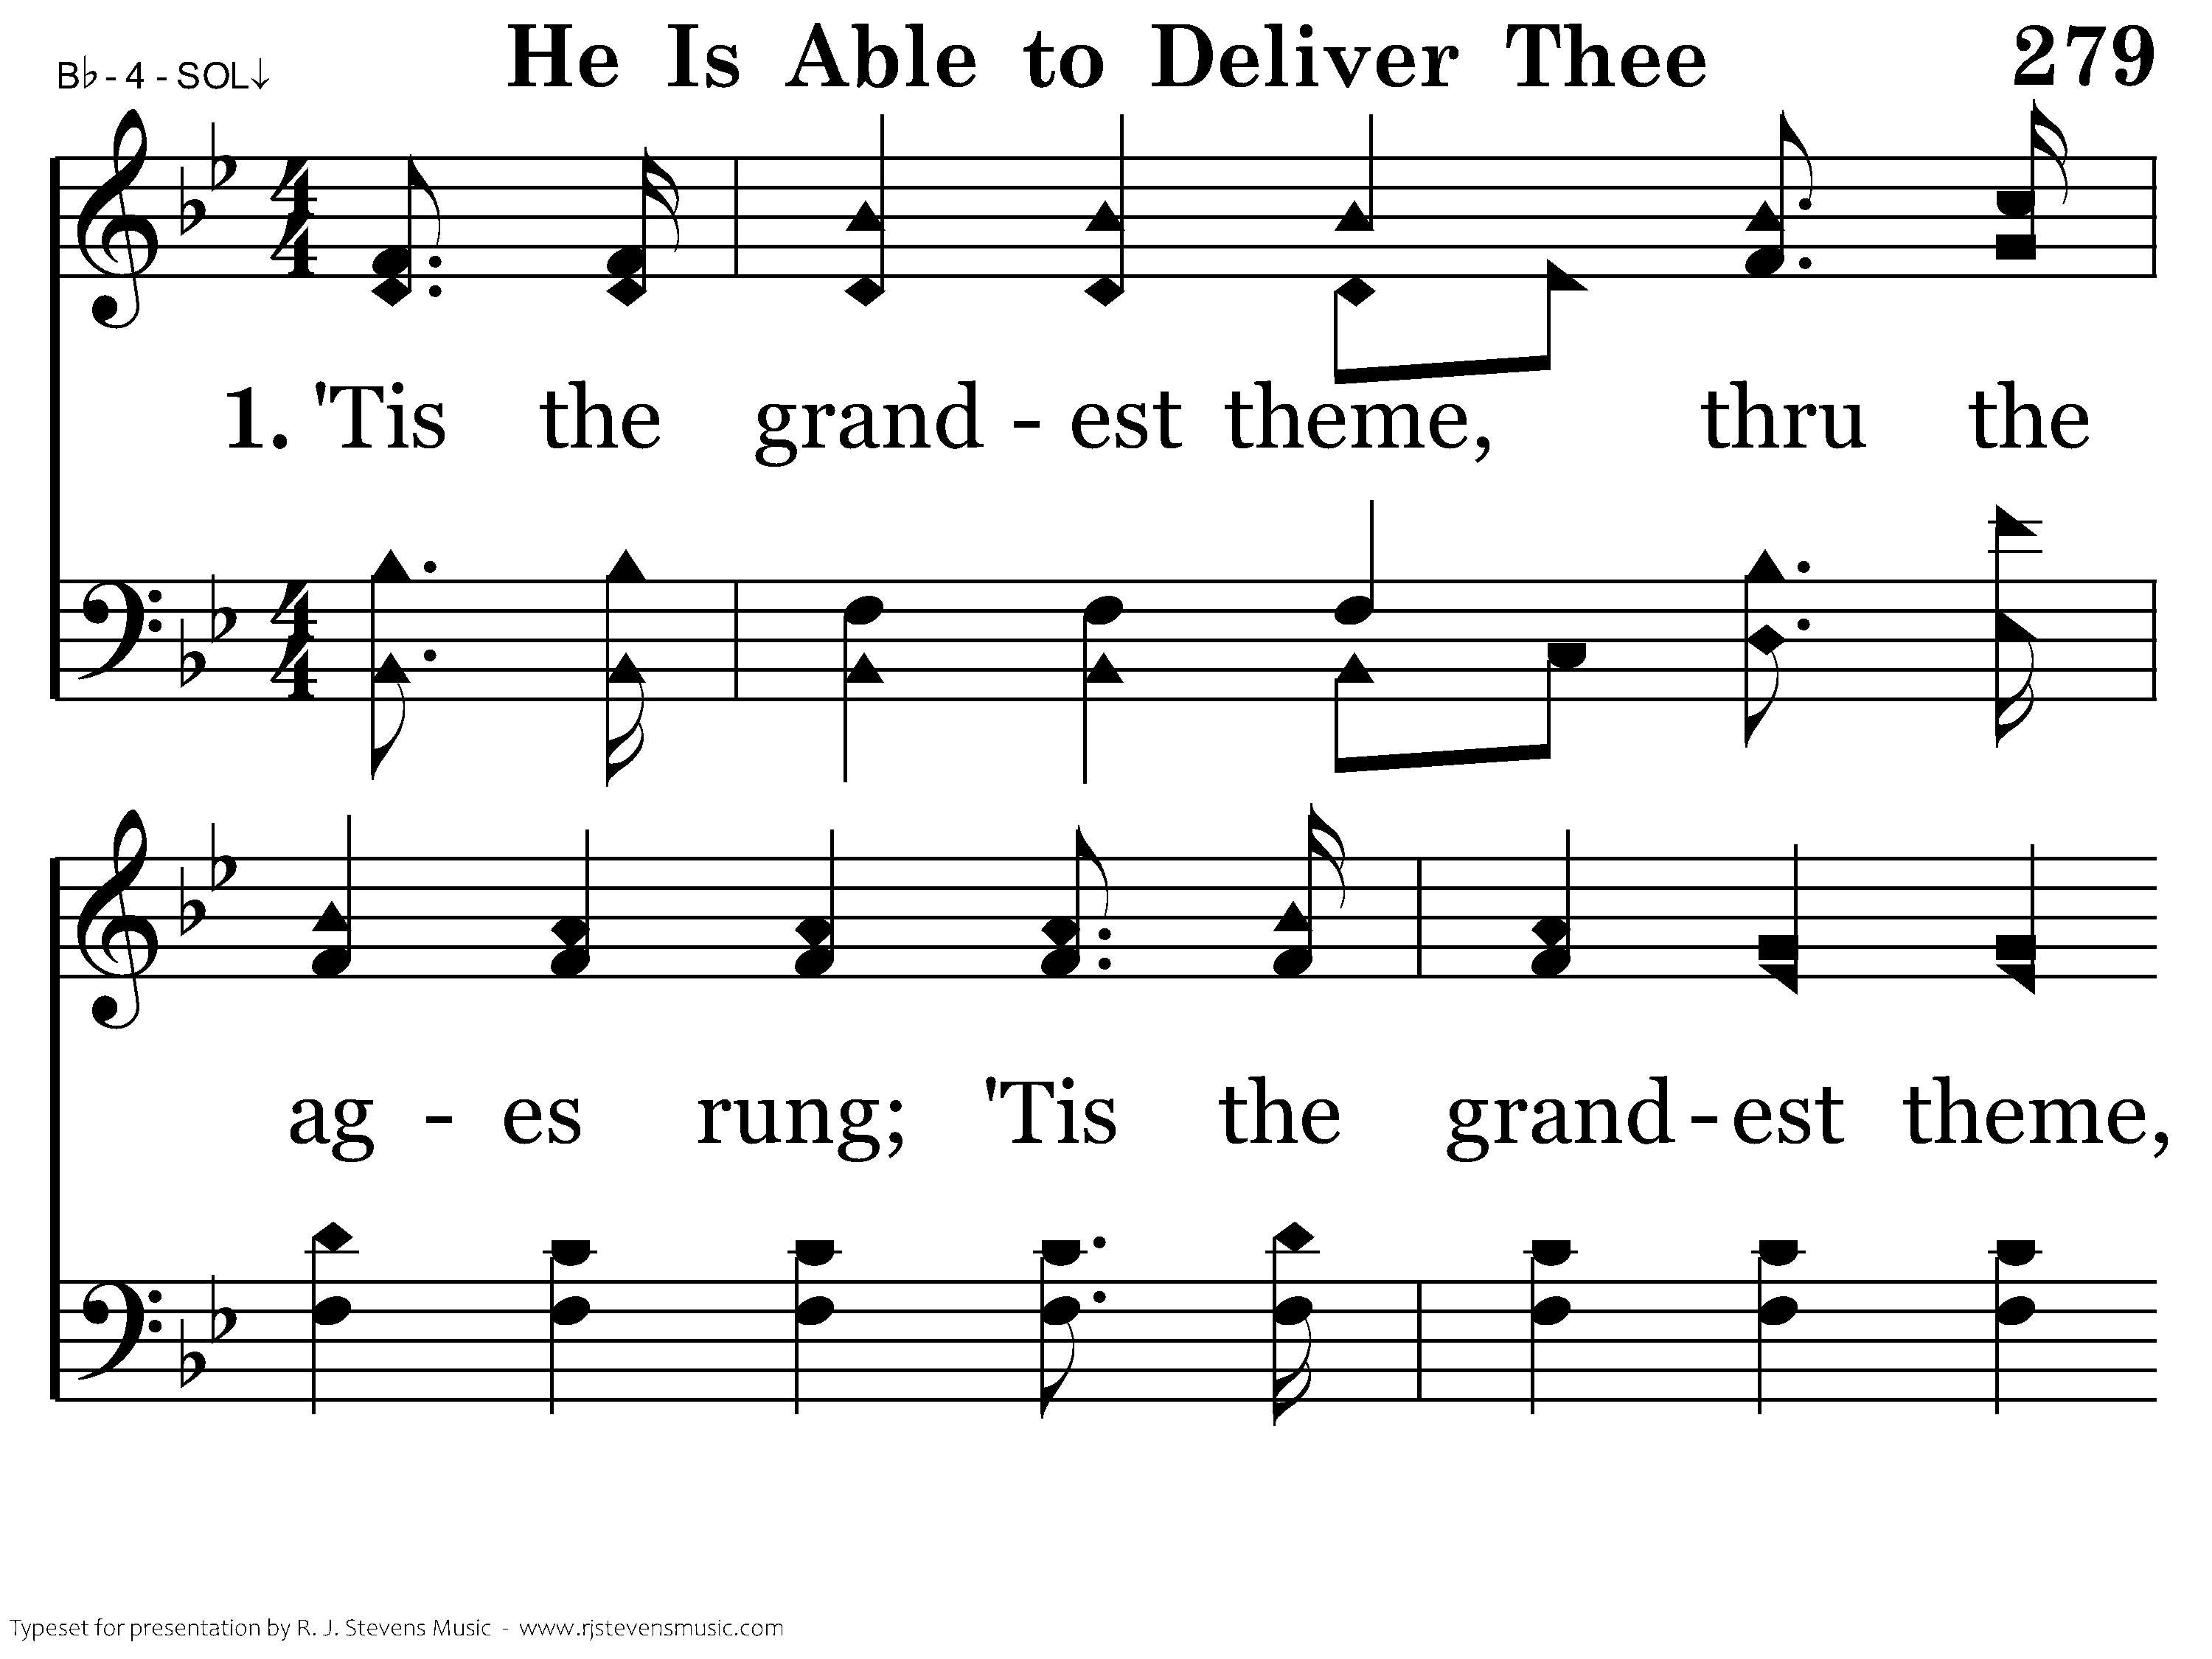 B♭ - 4 - SOL↓ He Is Able to Deliver Thee 279
1. 'Tis the grand - est theme, thru the
ag - es rung; 'Tis the grand - est theme,
Typeset for presentation by R. J. Stevens Music - www.rjstevensmusic.com